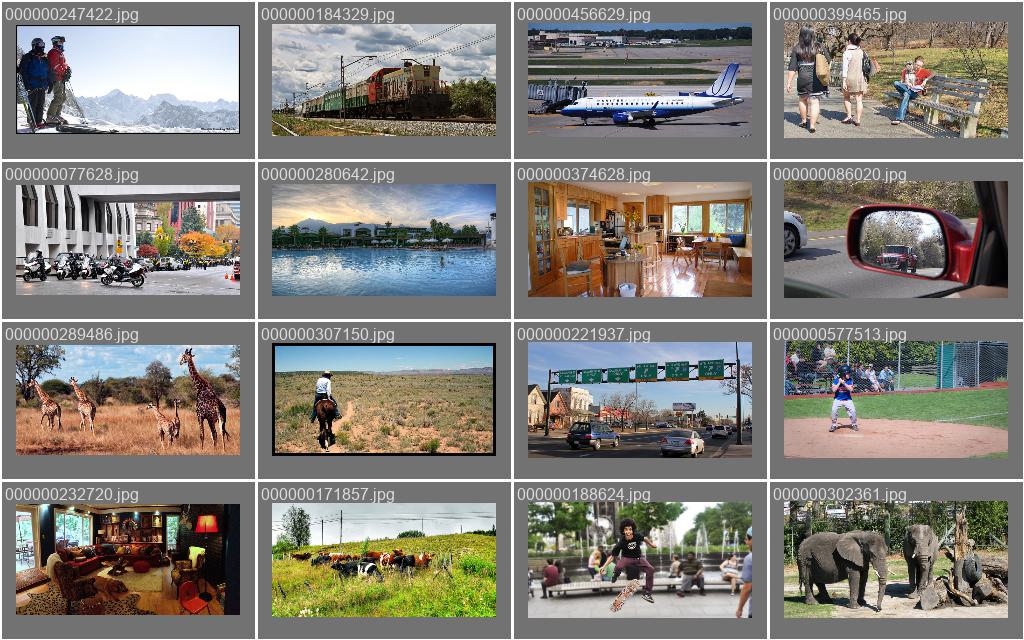 000000247422.jpg
000000184329.jpg
000000456629.jpg
000000399465.jpg
000000077628.jpg
000000280642.jpg
000000374628.jpg
000000086020.jpg
000000289486.jpg
000000307150.jpg
000000221937.jpg
000000577513.jpg
000000232720.jpg
000000171857.jpg
000000188624.jpg
000000302361.jpg